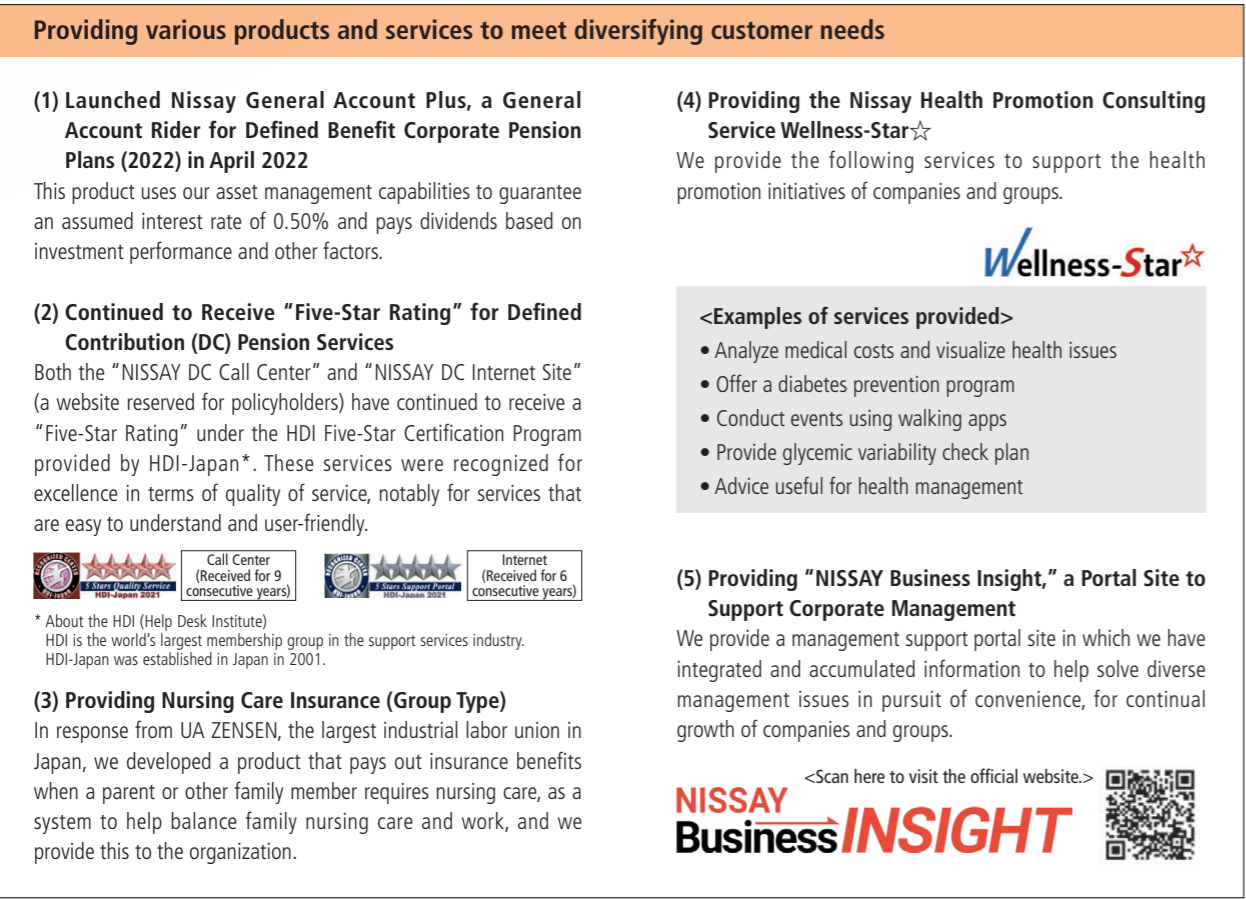 Providing various products and services to meet diversifying customer needs
(1) Launched Nissay General Account Plus, a General
Account Rider for Defined Benefit Corporate Pension
Plans (2022) in April 2022
This product uses our asset management capabilities to guarantee
an assumed interest rate of 0.50% and pays dividends based on
investment performance and other factors.
(2) Continued to Receive “Five-Star Rating” for Defined
Contribution (DC) Pension Services
Both the “NISSAY DC Call Center” and “NISSAY DC Internet Site”
(a website reserved for policyholders) have continued to receive a
“Five-Star Rating” under the HDI Five-Star Certification Program
provided by HDI-Japan*. These services were recognized for
excellence in terms of quality of service, notably for services that
are easy to understand and user-friendly.
5 Stars Quality Service
HDI-Japan 2021
Call Center
(Received for 9
consecutive years)
5 Stars Support Portal
HDI-Japan 2021
Internet
(Received for 6
consecutive years)
* About the HDI (Help Desk Institute)
HDI is the world’s largest membership group in the support services industry.
HDI-Japan was established in Japan in 2001.
(3) Providing Nursing Care Insurance (Group Type)
In response from UA ZENSEN, the largest industrial labor union in
Japan, we developed a product that pays out insurance benefits
when a parent or other family member requires nursing care, as a
system to help balance family nursing care and work, and we
provide this to the organization.
(4) Providing the Nissay Health Promotion Consulting
Service Wellness-Star☆
We provide the following services to support the health
promotion initiatives of companies and groups.
Wellness-Star☆
<Examples of services provided>
• Analyze medical costs and visualize health issues
• Offer a diabetes prevention program
• Conduct events using walking apps
• Provide glycemic variability check plan
• Advice useful for health management
(5) Providing “NISSAY Business Insight,” a Portal Site to
Support Corporate Management
We provide a management support portal site in which we have
integrated and accumulated information to help solve diverse
management issues in pursuit of convenience, for continual
growth of companies and groups.
<Scan here to visit the official website.>
NISSAY
Business INSIGHT